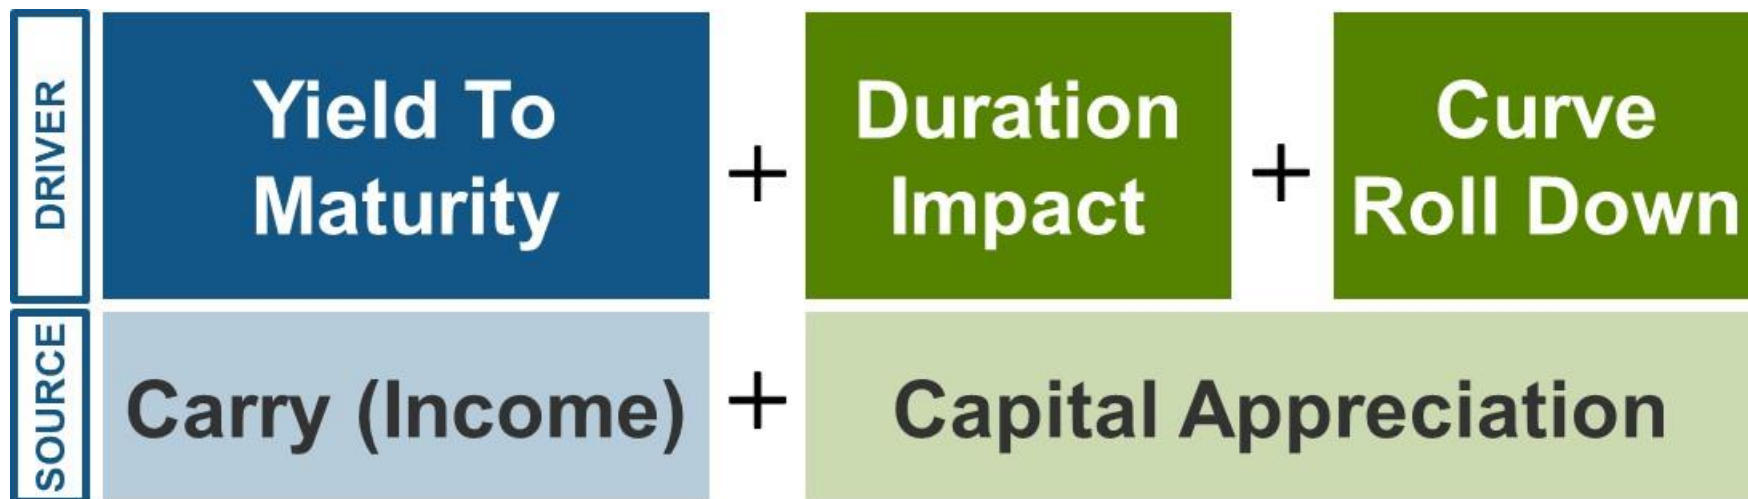 DRIVER
Yield To
Maturity
+
Duration
Impact
+
Curve
Roll Down
SOURCE
Carry (Income)
+
Capital Appreciation